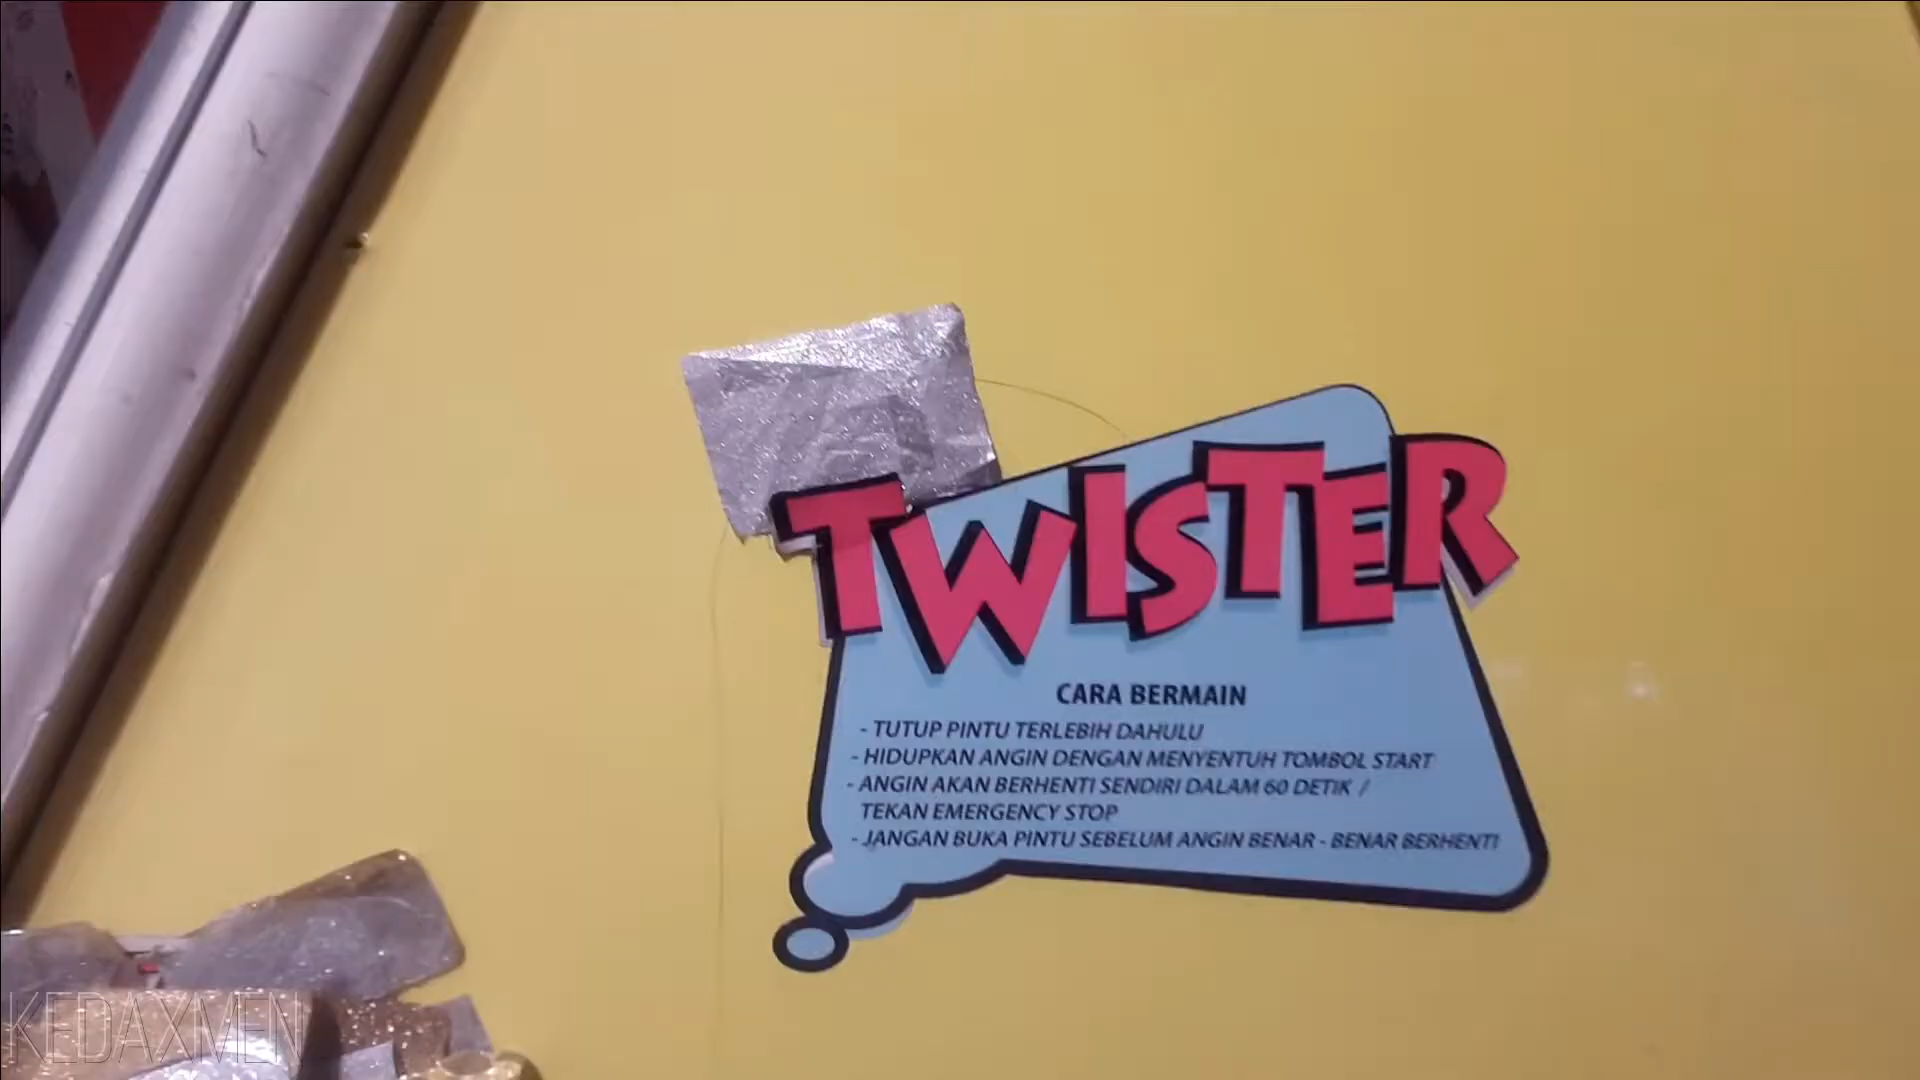 TWISTER
CARA BERMAIN
- TUTUP PINTU TERLEBIH DAHULU
- HIDUPKAN ANGIN DENGAN MENYENTUH TOMBOL START
- ANGIN AKAN BERHENTI SENDIRI DALAM 60 DETIK /
TEKAN EMERGENCY STOP
- JANGAN BUKA PINTU SEBELUM ANGIN BENAR - BENAR BERHENTI
KEDAXMEN